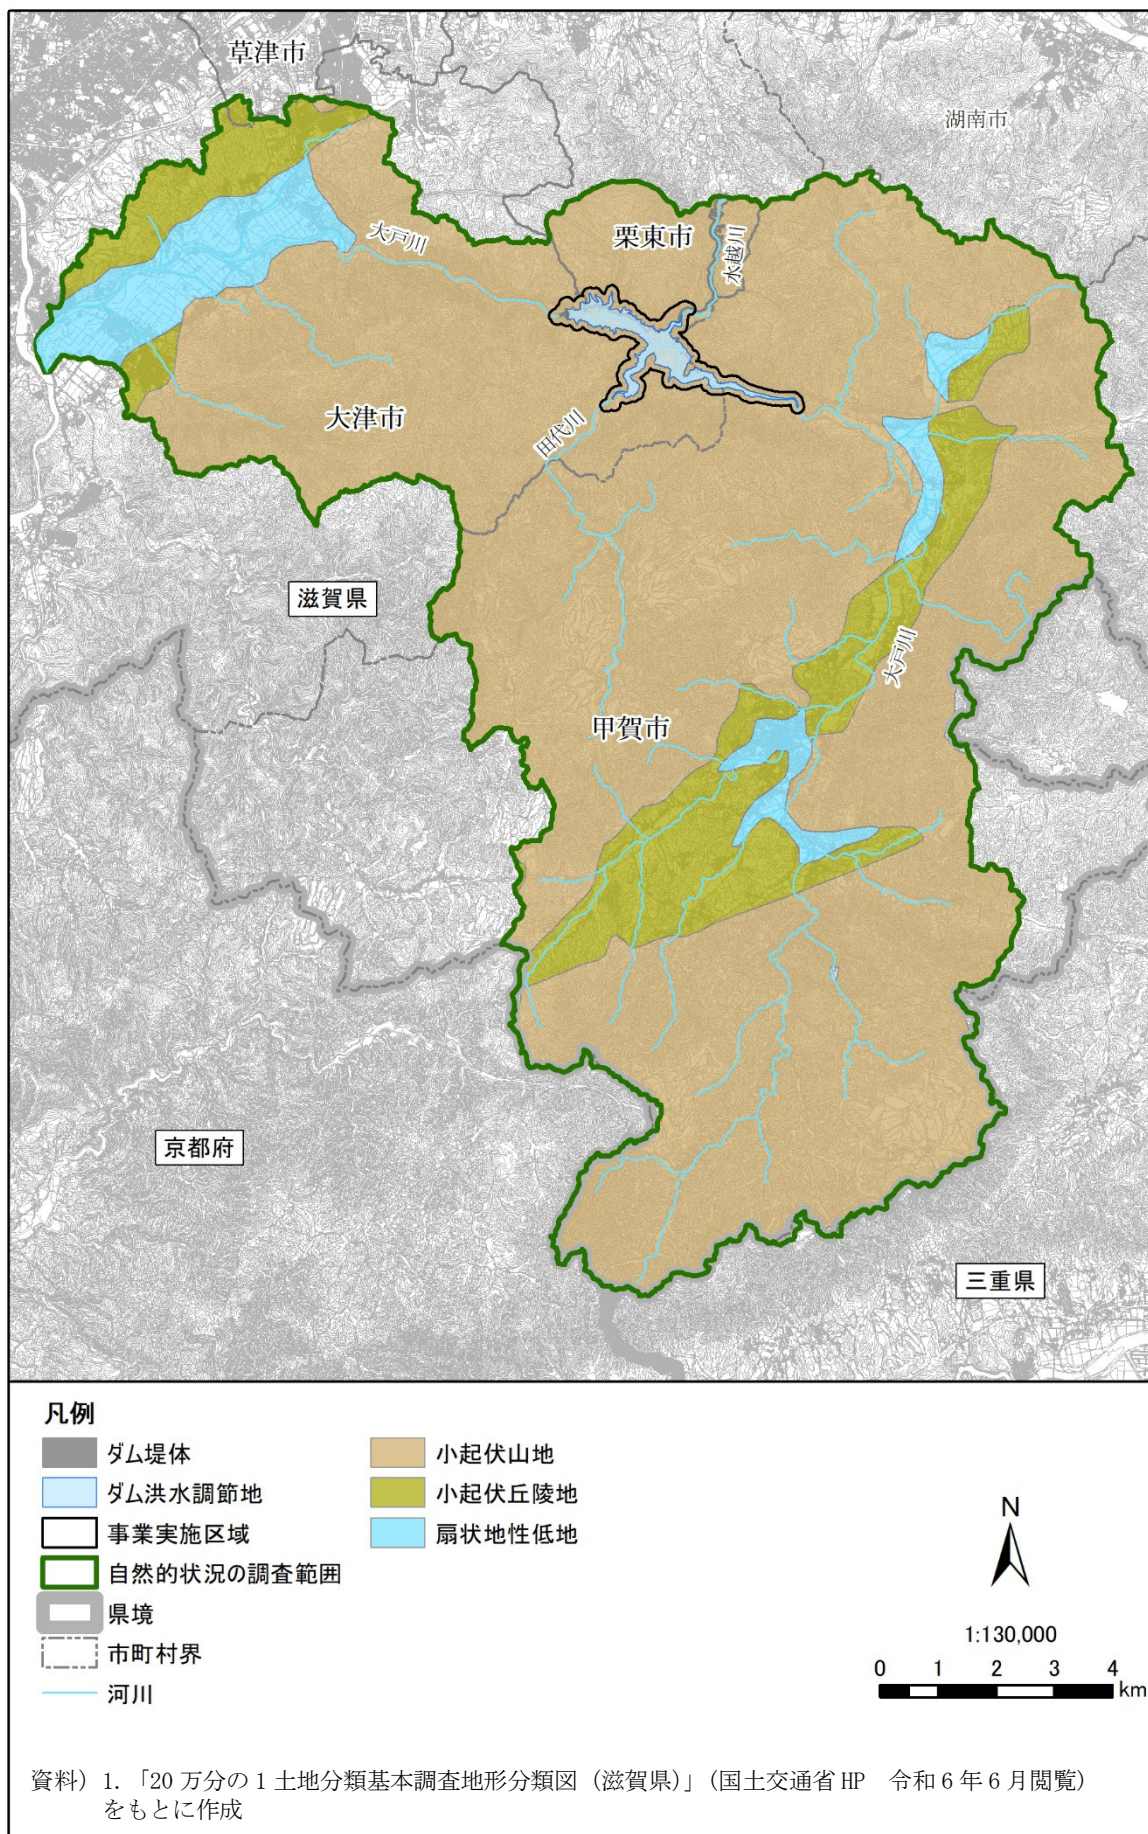 草津市
湖南市
大戸川
栗東市
水越川
大津市
田代川
滋賀県
大戸川
甲賀市
京都府
三重県
凡例
ダム堤体
ダム洪水調節地
事業実施区域
自然的状況の調査範囲
県境
市町村界
河川
小起伏山地
小起伏丘陵地
扇状地性低地
N
1:130,000
0 1 2 3 4
km
資料) 1. 「20 万分の 1 土地分類基本調査地形分類図 (滋賀県)」(国土交通省 HP 令和 6 年 6 月閲覧)
をもとに作成